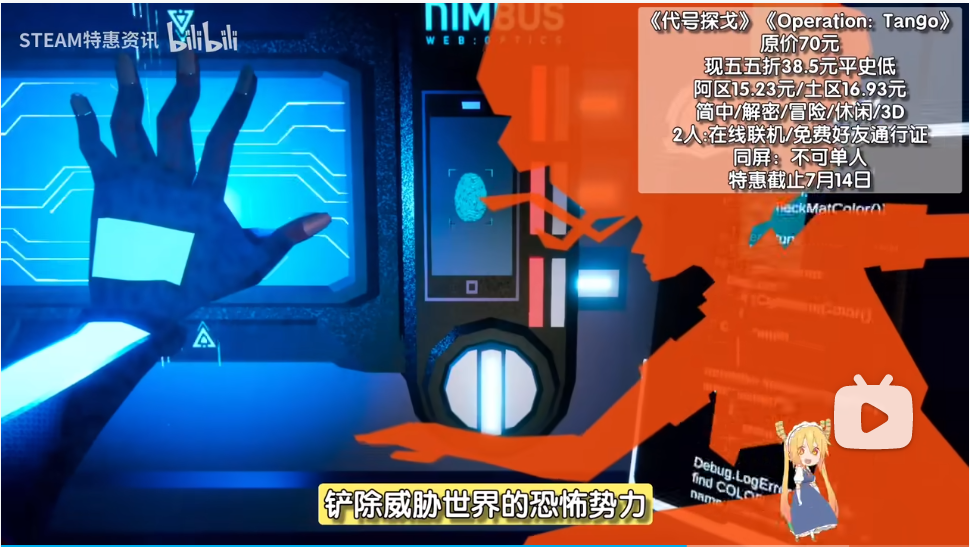 STEAM特惠资讯 bilibili
NIMBUS
WEB:OPTICS
《代号探戈》《Operation: Tango》
原价70元
现五五折38.5元平史低
阿区15.23元/土区16.93元
简中/解密/冒险/休闲/3D
2人:在线联机/免费好友通行证
同屏：不可单人
特惠截止7月14日
heckMatColor()
Debug.LogErro
find COLO
name
铲除威胁世界的恐怖势力